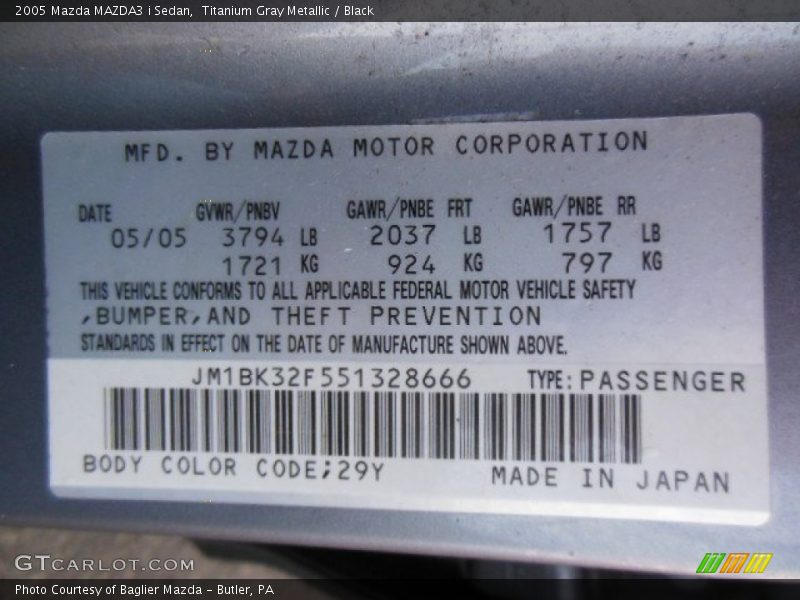 2005 Mazda MAZDA3 i Sedan,  Titanium Gray Metallic / Black
MFD. BY MAZDA MOTOR CORPORATION
DATE GVWR/PNBV GAWR/PNBE FRT GAWR/PNBE RR
05/05 3794 LB 2037 LB 1757 LB
1721 KG 924 KG 797 KG
THIS VEHICLE CONFORMS TO ALL APPLICABLE FEDERAL MOTOR VEHICLE SAFETY
,BUMPER,AND THEFT PREVENTION
STANDARDS IN EFFECT ON THE DATE OF MANUFACTURE SHOWN ABOVE.
JM1BK32F551328666 TYPE: PASSENGER
BODY COLOR CODE;29Y MADE IN JAPAN
GTCARLOT.COM
Photo Courtesy of Baglier Mazda - Butler, PA